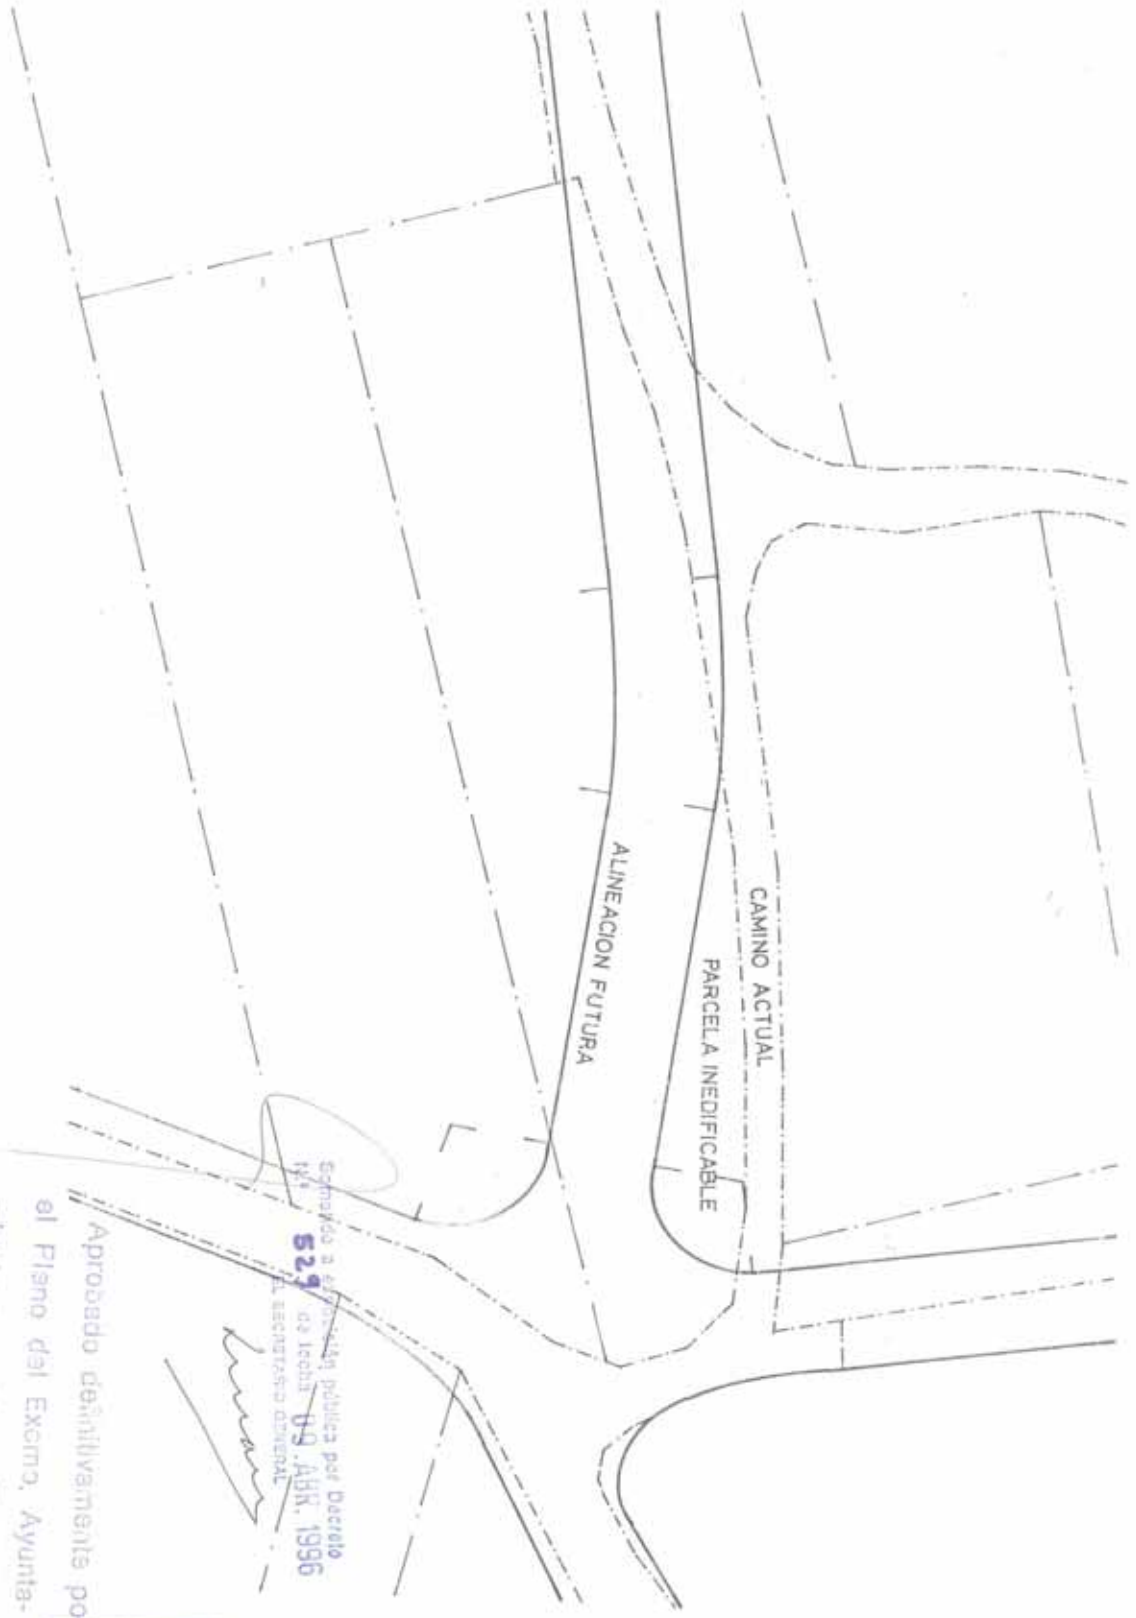 CAMINO ACTUAL
PARCELA INEDIFICABLE
ALINEACION FUTURA
Sometido a exposición pública por Decreto
Nº 529 de fecha 09. ABR. 1996
EL SECRETARIO GENERAL
Aprobado definitivamente po
el Pleno del Excmo. Ayunta-